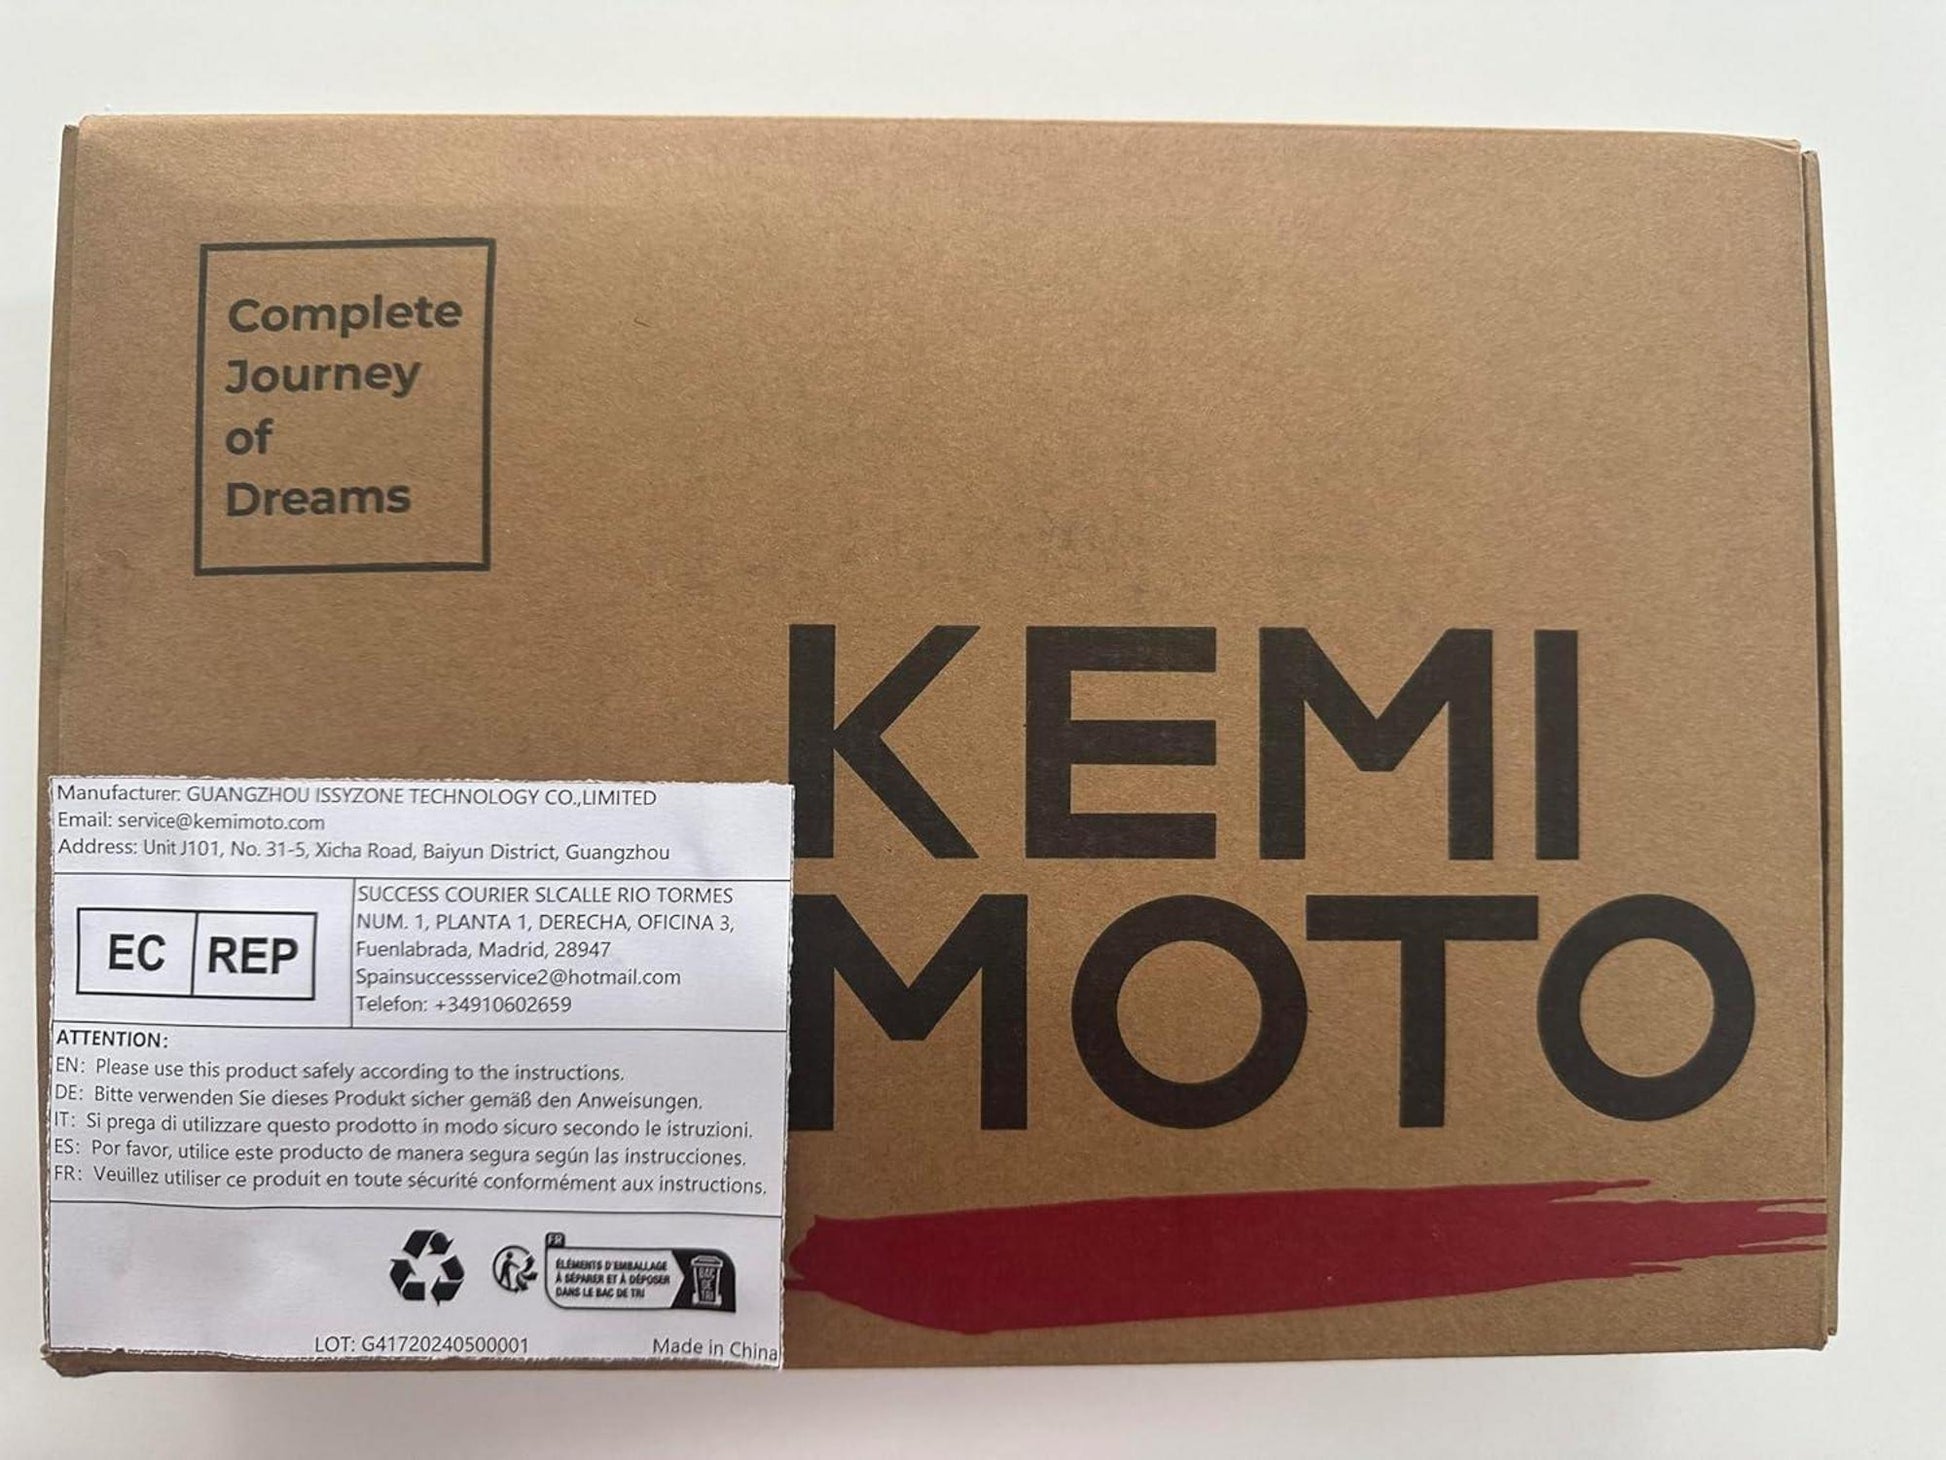 Complete
Journey
of
Dreams
KEMI
MOTO
Manufacturer: GUANGZHOU ISSYZONE TECHNOLOGY CO.,LIMITED
Email: service@kemimoto.com
Address: Unit J101, No. 31-5, Xicha Road, Baiyun District, Guangzhou
EC REP
SUCCESS COURIER SLCALLE RIO TORMES
NUM. 1, PLANTA 1, DERECHA, OFICINA 3,
Fuenlabrada, Madrid, 28947
Spainsuccessservice2@hotmail.com
Telefon: +34910602659
ATTENTION:
EN: Please use this product safely according to the instructions.
DE: Bitte verwenden Sie dieses Produkt sicher gemäß den Anweisungen.
IT: Si prega di utilizzare questo prodotto in modo sicuro secondo le istruzioni.
ES: Por favor, utilice este producto de manera segura según las instrucciones.
FR: Veuillez utiliser ce produit en toute sécurité conformément aux instructions.
FR
ÉLÉMENTS D'EMBALLAGE
À SÉPARER ET À DÉPOSER
DANS LE BAC DE TRI
BAC
DE
TRI
LOT: G41720240500001
Made in China